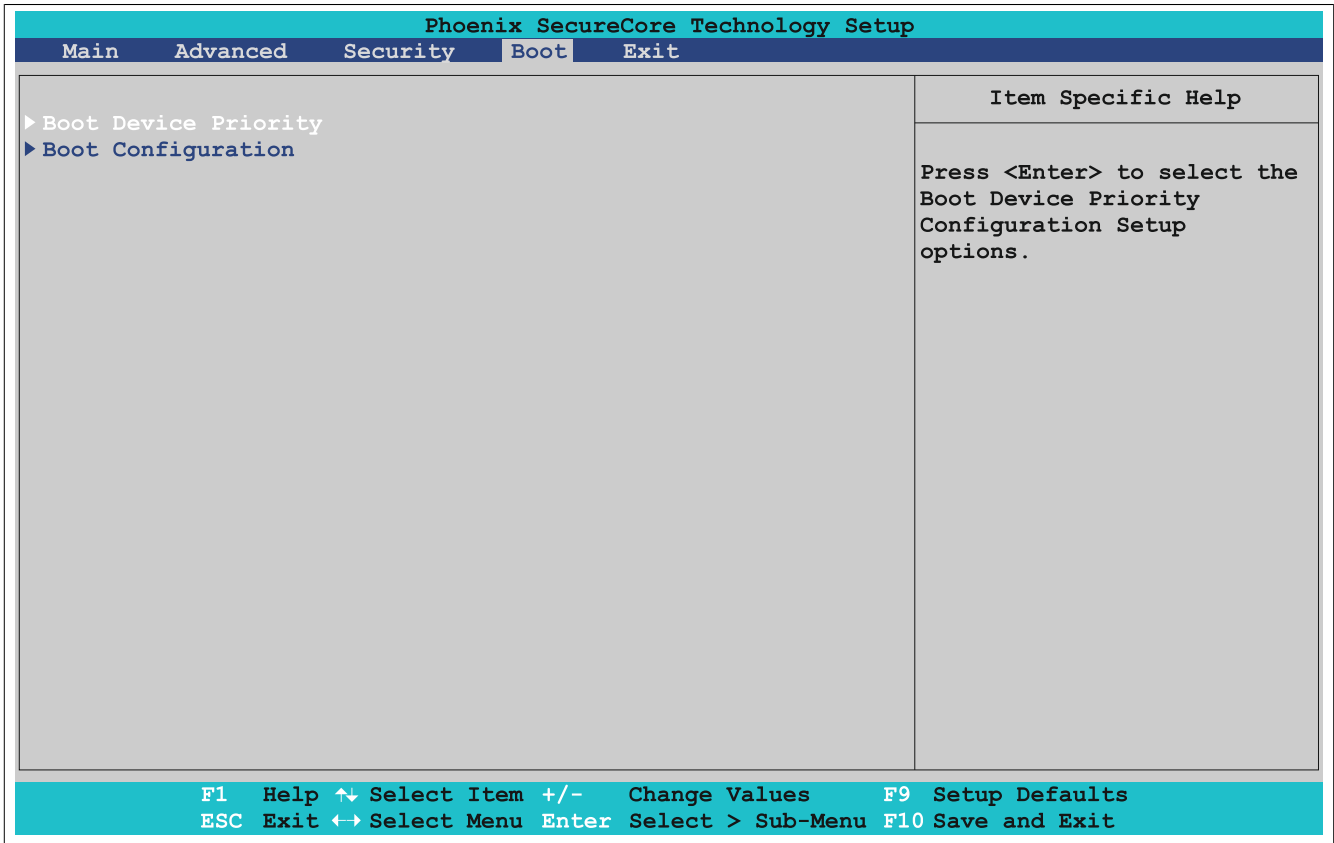 Phoenix SecureCore Technology Setup
Main Advanced Security Boot Exit
Boot Device Priority
Boot Configuration
Item Specific Help
Press <Enter> to select the
Boot Device Priority
Configuration Setup
options.
F1 Help ↑↓ Select Item +/- Change Values F9 Setup Defaults
ESC Exit ←→ Select Menu Enter Select > Sub-Menu F10 Save and Exit